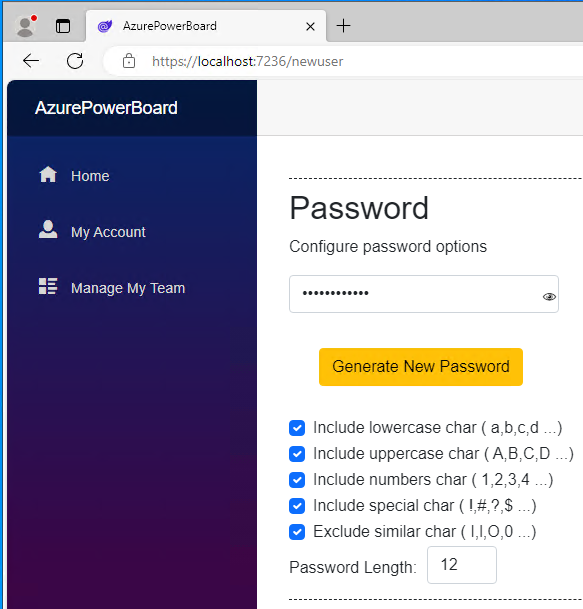 AzurePowerBoard
https://localhost:7236/newuser
AzurePowerBoard
Home
My Account
Manage My Team
Password
Configure password options
••••••••••••
Generate New Password
Include lowercase char ( a,b,c,d ...)
Include uppercase char ( A,B,C,D ...)
Include numbers char ( 1,2,3,4 ...)
Include special char ( !,#,?,$ ...)
Exclude similar char ( l,I,O,0 ...)
Password Length: 12